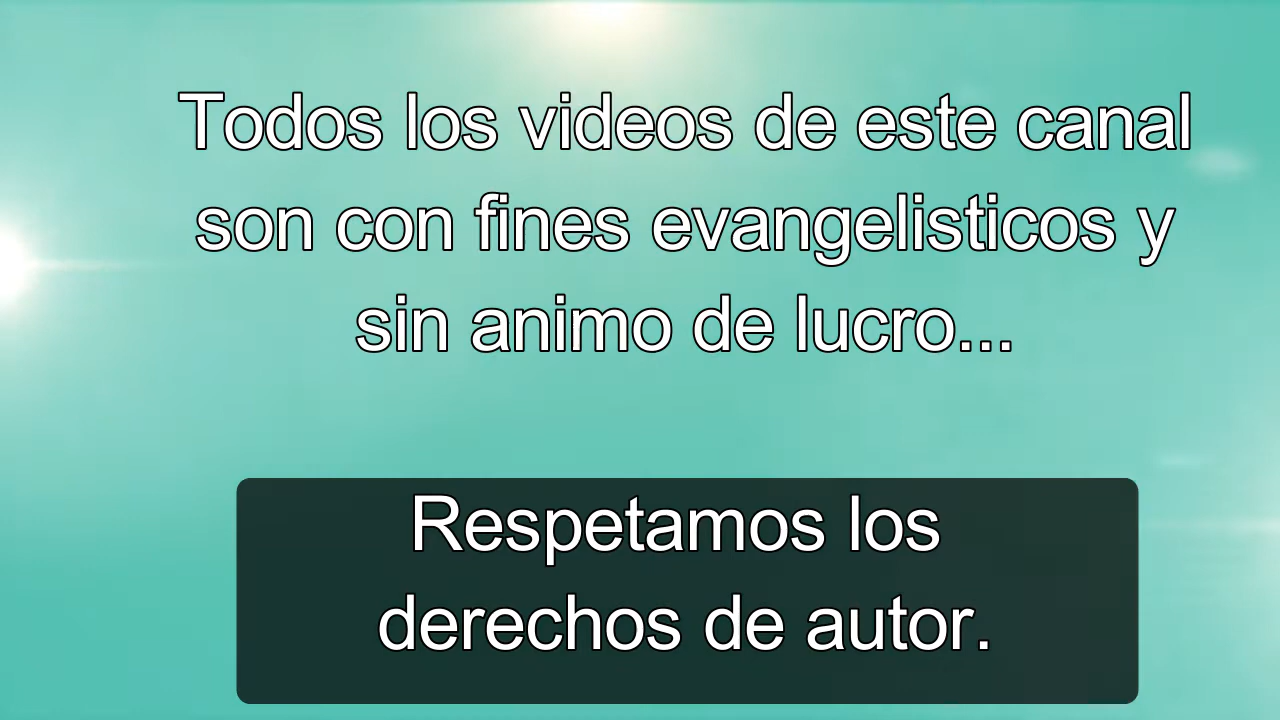 Todos los videos de este canal
son con fines evangelisticos y
sin animo de lucro...
Respetamos los
derechos de autor.